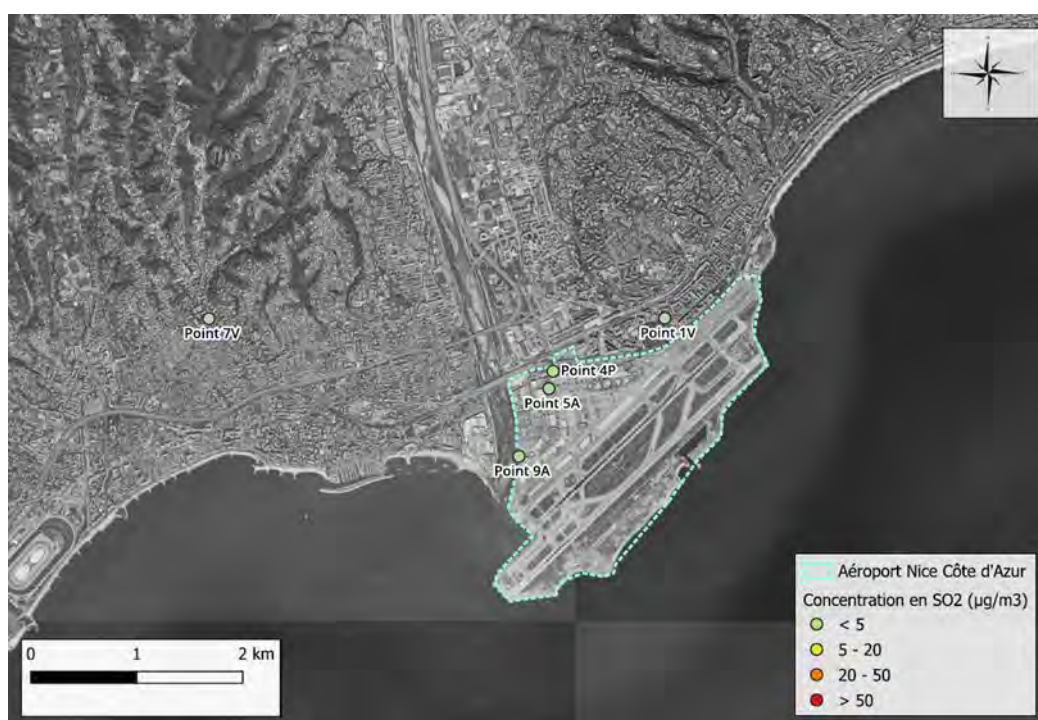 Point 7V
Point 1V
Point 4P
Point 5A
Point 9A
Aéroport Nice Côte d'Azur
Concentration en SO2 (µg/m3)
< 5
5 - 20
20 - 50
> 50
0 1 2 km